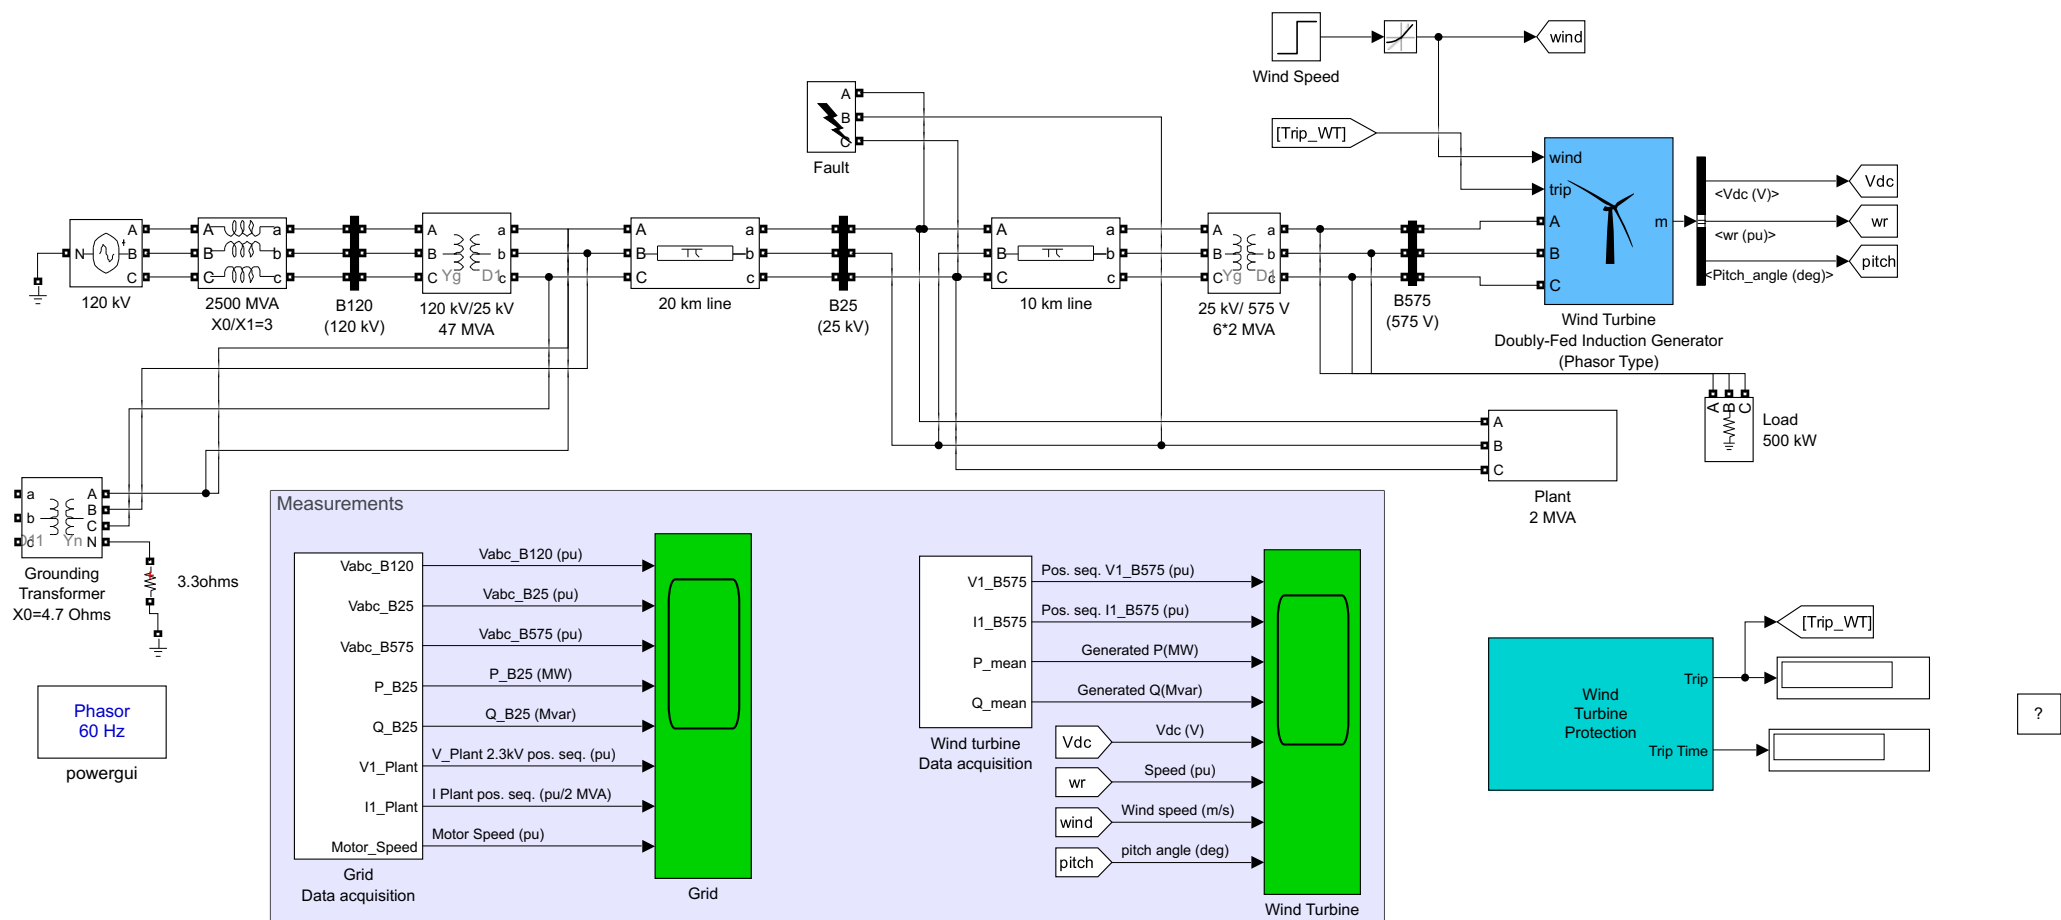 Wind Speed
wind
[Trip_WT]
wind
trip
A
B
C
m
<Vdc (V)>
<wr (pu)>
<Pitch_angle (deg)>
Vdc
wr
pitch
Wind Turbine
Doubly-Fed Induction Generator
(Phasor Type)
A
B
C
Fault
N
A
B
C
120 kV
A
B
C
a
b
c
2500 MVA
X0/X1=3
B120
(120 kV)
A
B
C
a
b
c
Yg
D1
120 kV/25 kV
47 MVA
A
B
C
a
b
c
20 km line
B25
(25 kV)
A
B
C
a
b
c
10 km line
A
B
C
a
b
c
Yg
D1
25 kV/ 575 V
6*2 MVA
B575
(575 V)
A
B
C
Load
500 kW
A
B
C
Plant
2 MVA
a
b
c
D11
Yn
A
B
C
N
Grounding
Transformer
X0=4.7 Ohms
3.3ohms
Phasor
60 Hz
powergui
Measurements
Vabc_B120
Vabc_B25
Vabc_B575
P_B25
Q_B25
V1_Plant
I1_Plant
Motor_Speed
Grid
Data acquisition
Vabc_B120 (pu)
Vabc_B25 (pu)
Vabc_B575 (pu)
P_B25 (MW)
Q_B25 (Mvar)
V_Plant 2.3kV pos. seq. (pu)
I Plant pos. seq. (pu/2 MVA)
Motor Speed (pu)
Grid
V1_B575
I1_B575
P_mean
Q_mean
Wind turbine
Data acquisition
Pos. seq. V1_B575 (pu)
Pos. seq. I1_B575 (pu)
Generated P(MW)
Generated Q(Mvar)
Vdc
Vdc (V)
wr
Speed (pu)
wind
Wind speed (m/s)
pitch
pitch angle (deg)
Wind Turbine
Wind
Turbine
Protection
Trip
Trip Time
[Trip_WT]
?